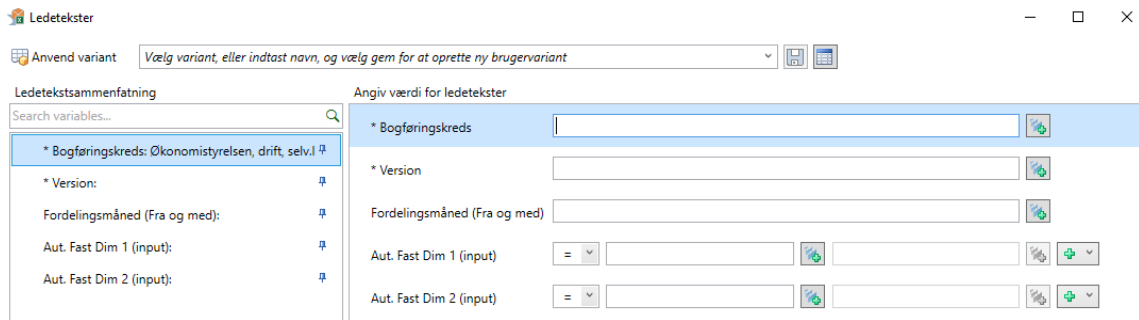 Ledetekster
Anvend variant Vælg variant, eller indtast navn, og vælg gem for at oprette ny brugervariant
Ledetekstsammenfatning
Search variables...
* Bogføringskreds: Økonomistyrelsen, drift, selv.l
* Version:
Fordelingsmåned (Fra og med):
Aut. Fast Dim 1 (input):
Aut. Fast Dim 2 (input):
Angiv værdi for ledetekster
* Bogføringskreds
* Version
Fordelingsmåned (Fra og med)
Aut. Fast Dim 1 (input) =
Aut. Fast Dim 2 (input) =